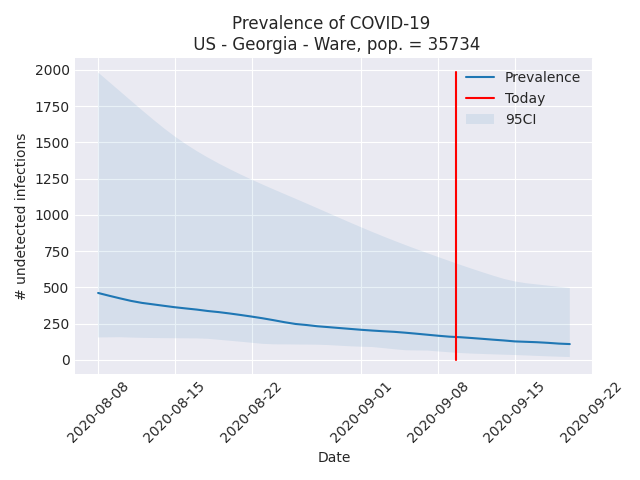 Prevalence of COVID-19
US - Georgia - Ware, pop. = 35734
Prevalence
Today
95CI
# undetected infections
2000
1750
1500
1250
1000
750
500
250
0
2020-08-08
2020-08-15
2020-08-22
2020-09-01
2020-09-08
2020-09-15
2020-09-22
Date